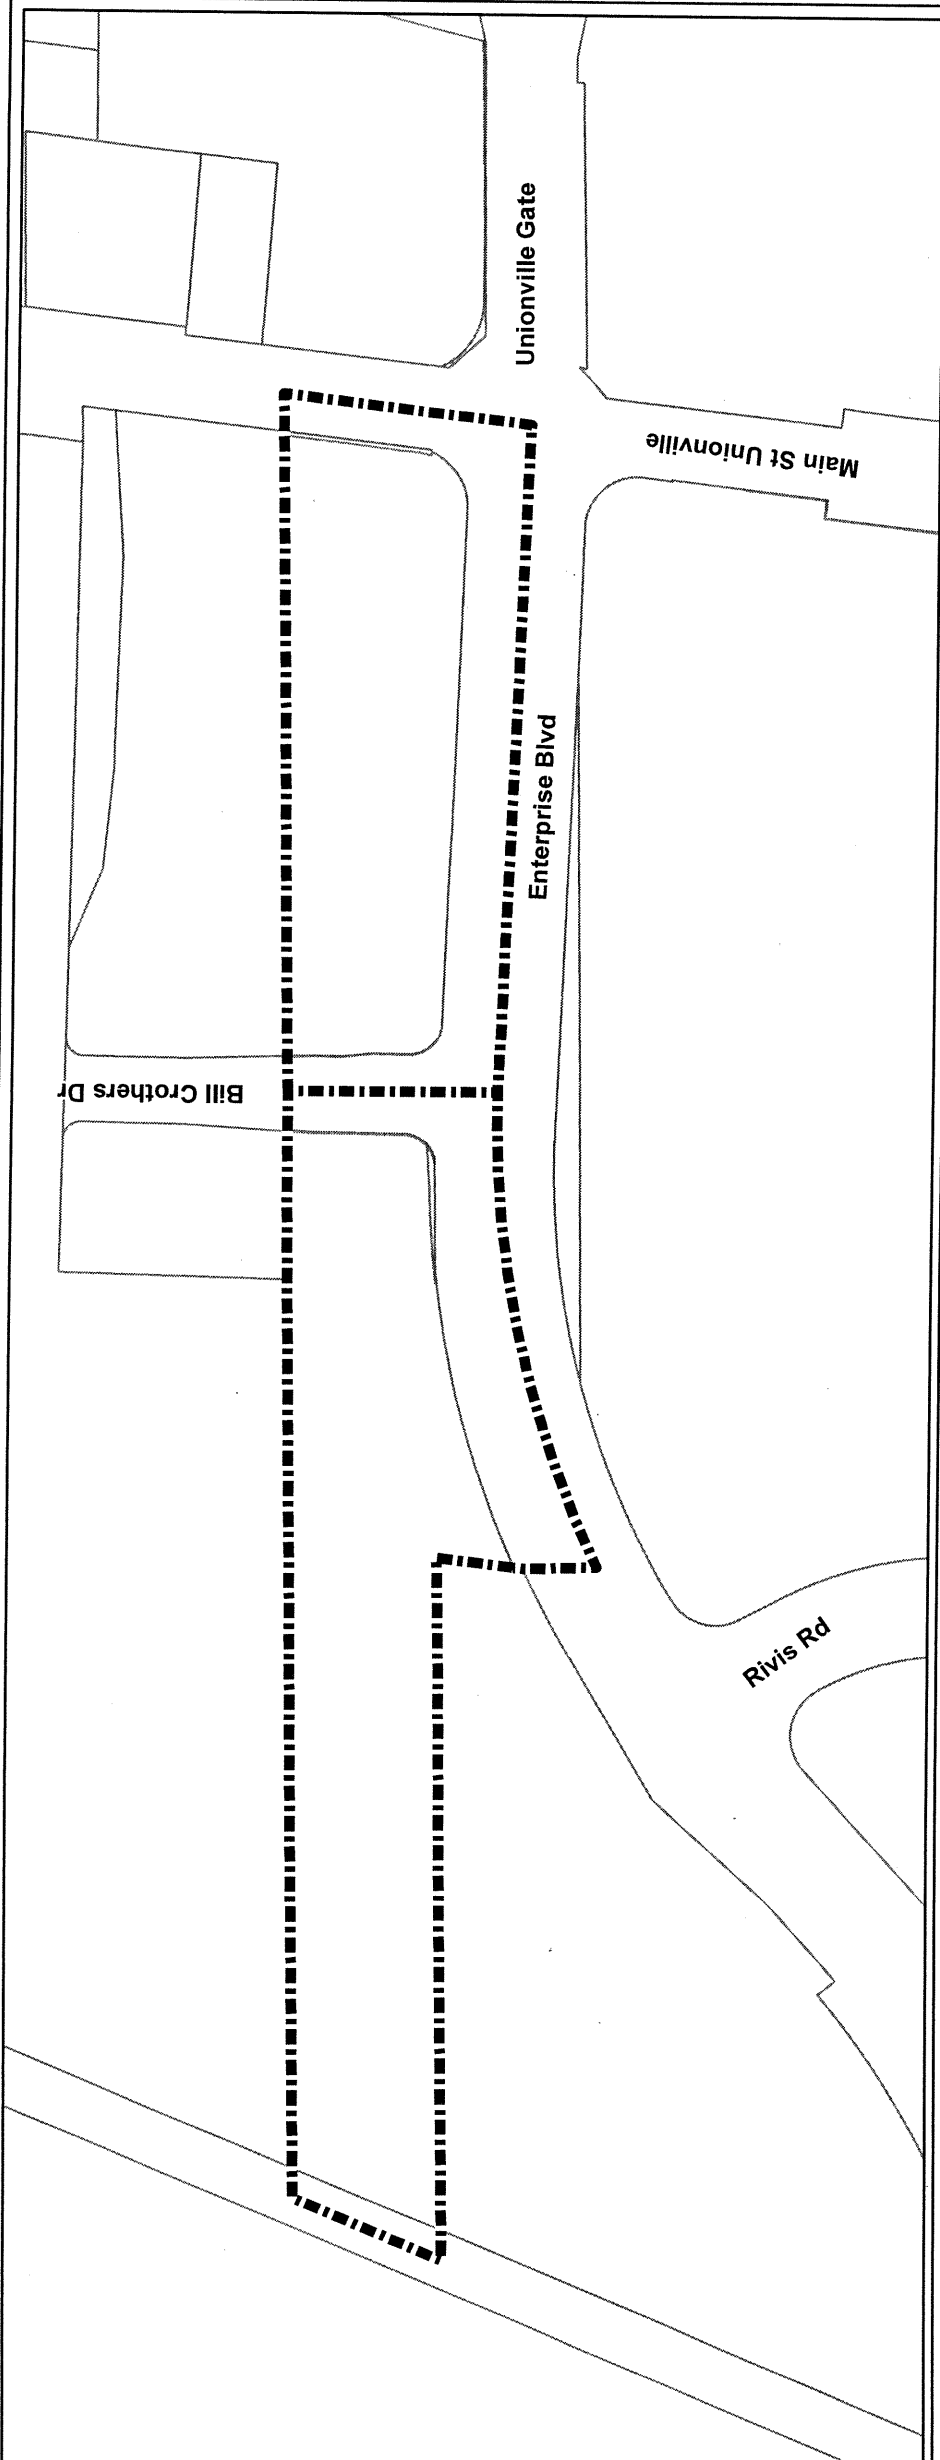 Unionville Gate
Main St Unionville
Enterprise Blvd
Bill Crothers Dr
Rivis Rd